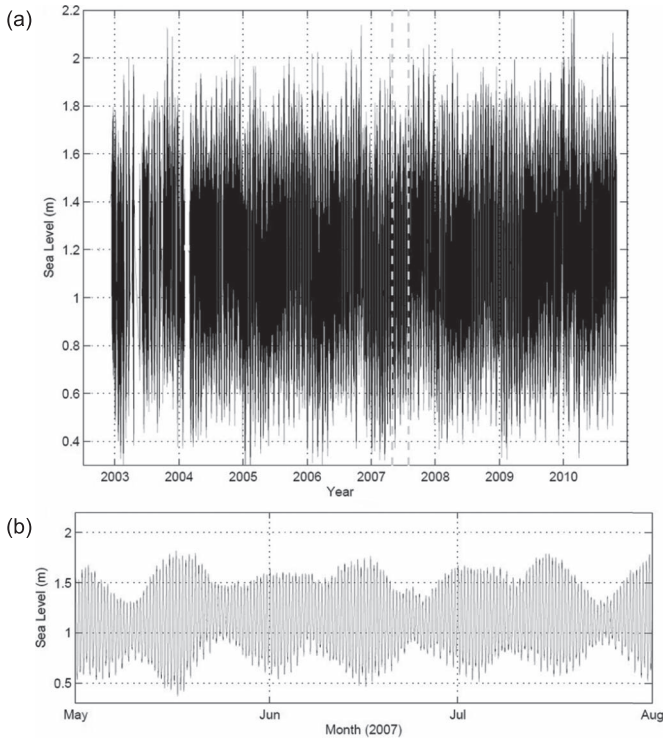 (a)
2.2
2
1.8
1.6
1.4
1.2
1
0.8
0.6
0.4
Sea Level (m)
2003 2004 2005 2006 2007 2008 2009 2010
Year
(b)
2
1.5
1
0.5
Sea Level (m)
May Jun Jul Aug
Month (2007)